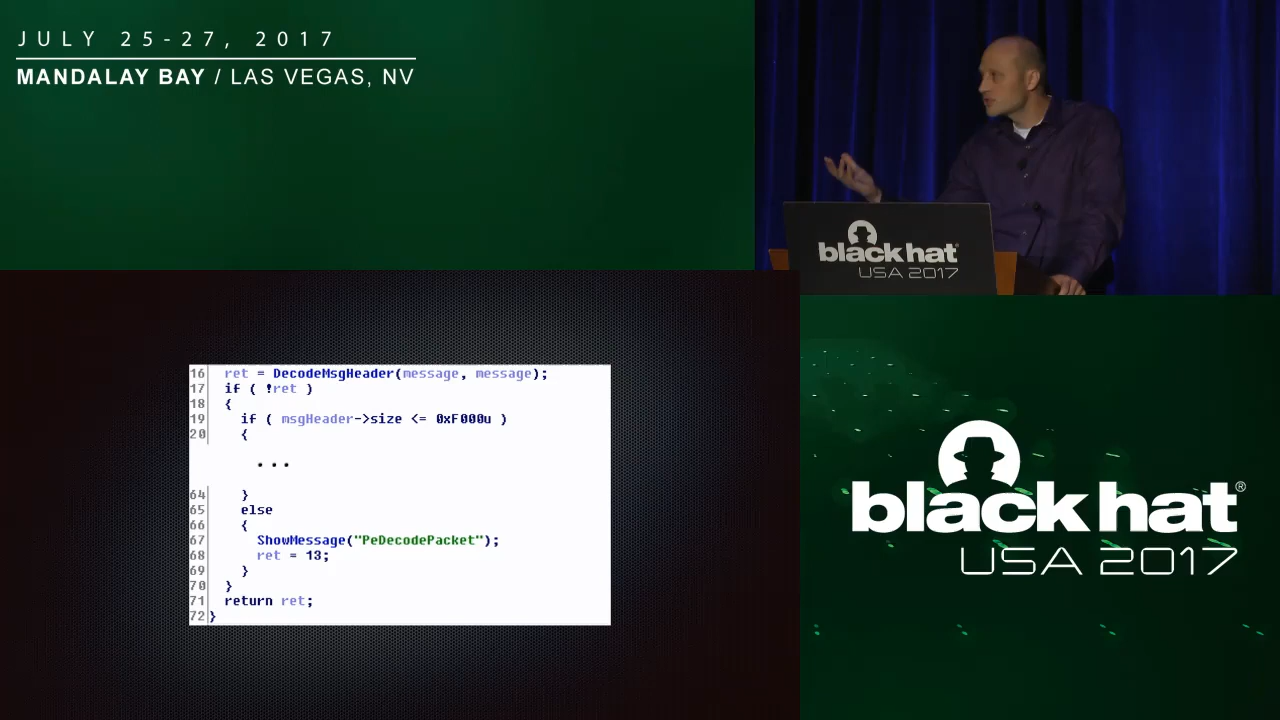 JULY 25-27, 2017
MANDALAY BAY / LAS VEGAS, NV
black hat®
USA 2017
16 ret = DecodeMsgHeader(message, message);
17 if ( !ret )
18 {
19 if ( msgHeader->size <= 0xF000u )
20 {
...
64 }
65 else
66 {
67 ShowMessage("PeDecodePacket");
68 ret = 13;
69 }
70 }
71 return ret;
72 }
black hat®
USA 2017